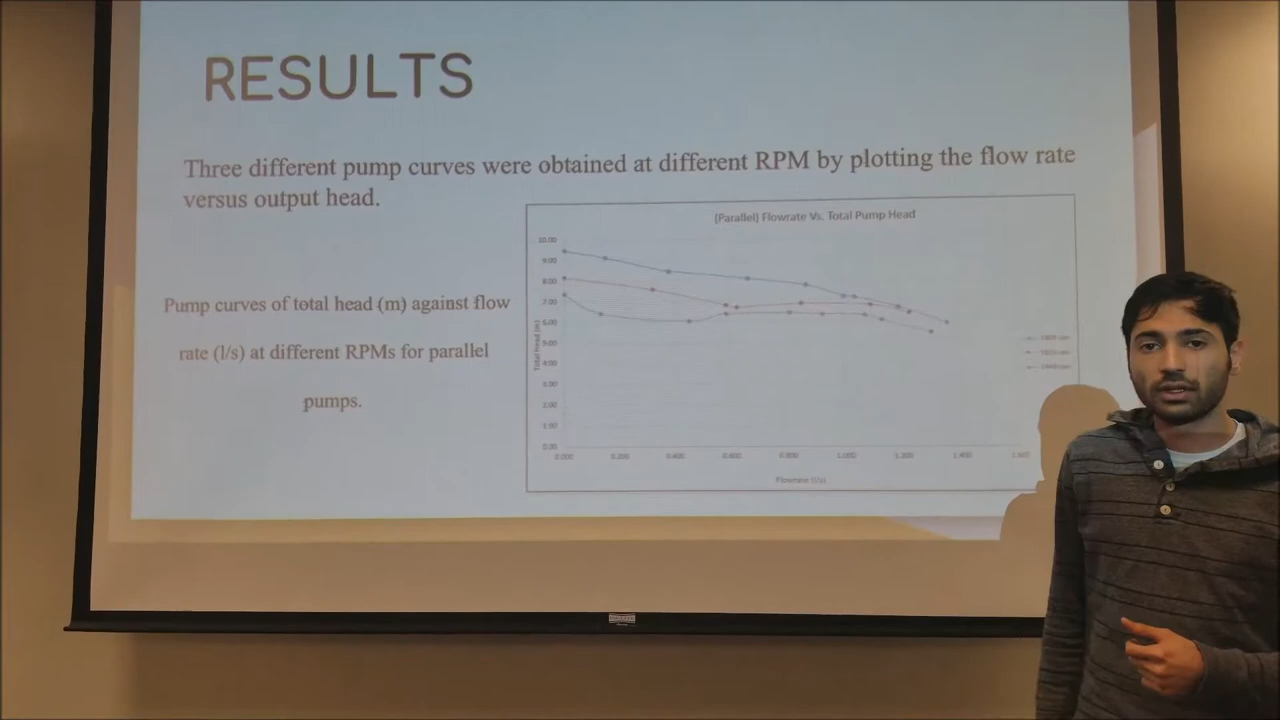 RESULTS
Three different pump curves were obtained at different RPM by plotting the flow rate
versus output head.
Pump curves of total head (m) against flow
rate (l/s) at different RPMs for parallel
pumps.
(Parallel) Flowrate Vs. Total Pump Head
10.00
9.00
8.00
7.00
6.00
5.00
4.00
3.00
2.00
1.00
0.00
Total Head (m)
0.000 0.200 0.400 0.600 0.800 1.000 1.200 1.400 1.600
Flowrate (l/s)